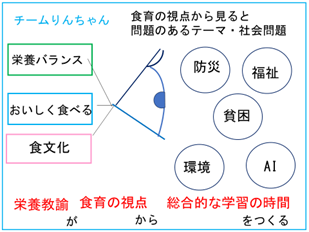 チームりんちゃん
食育の視点から見ると
問題のあるテーマ・社会問題
栄養バランス
おいしく食べる
食文化
防災
福祉
貧困
環境
AI
栄養教諭が食育の視点から総合的な学習の時間をつくる